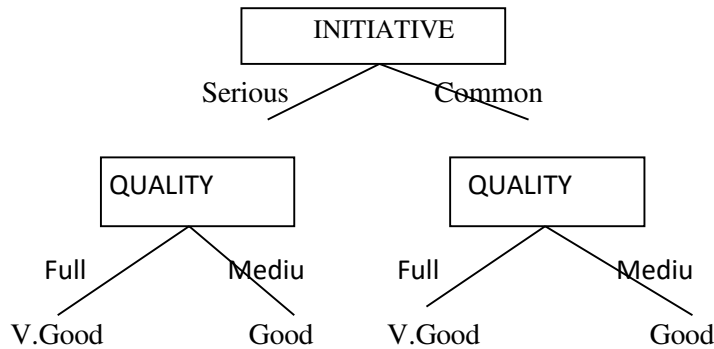 INITIATIVE
Serious Common
QUALITY QUALITY
Full Mediu Full Mediu
V.Good Good V.Good Good